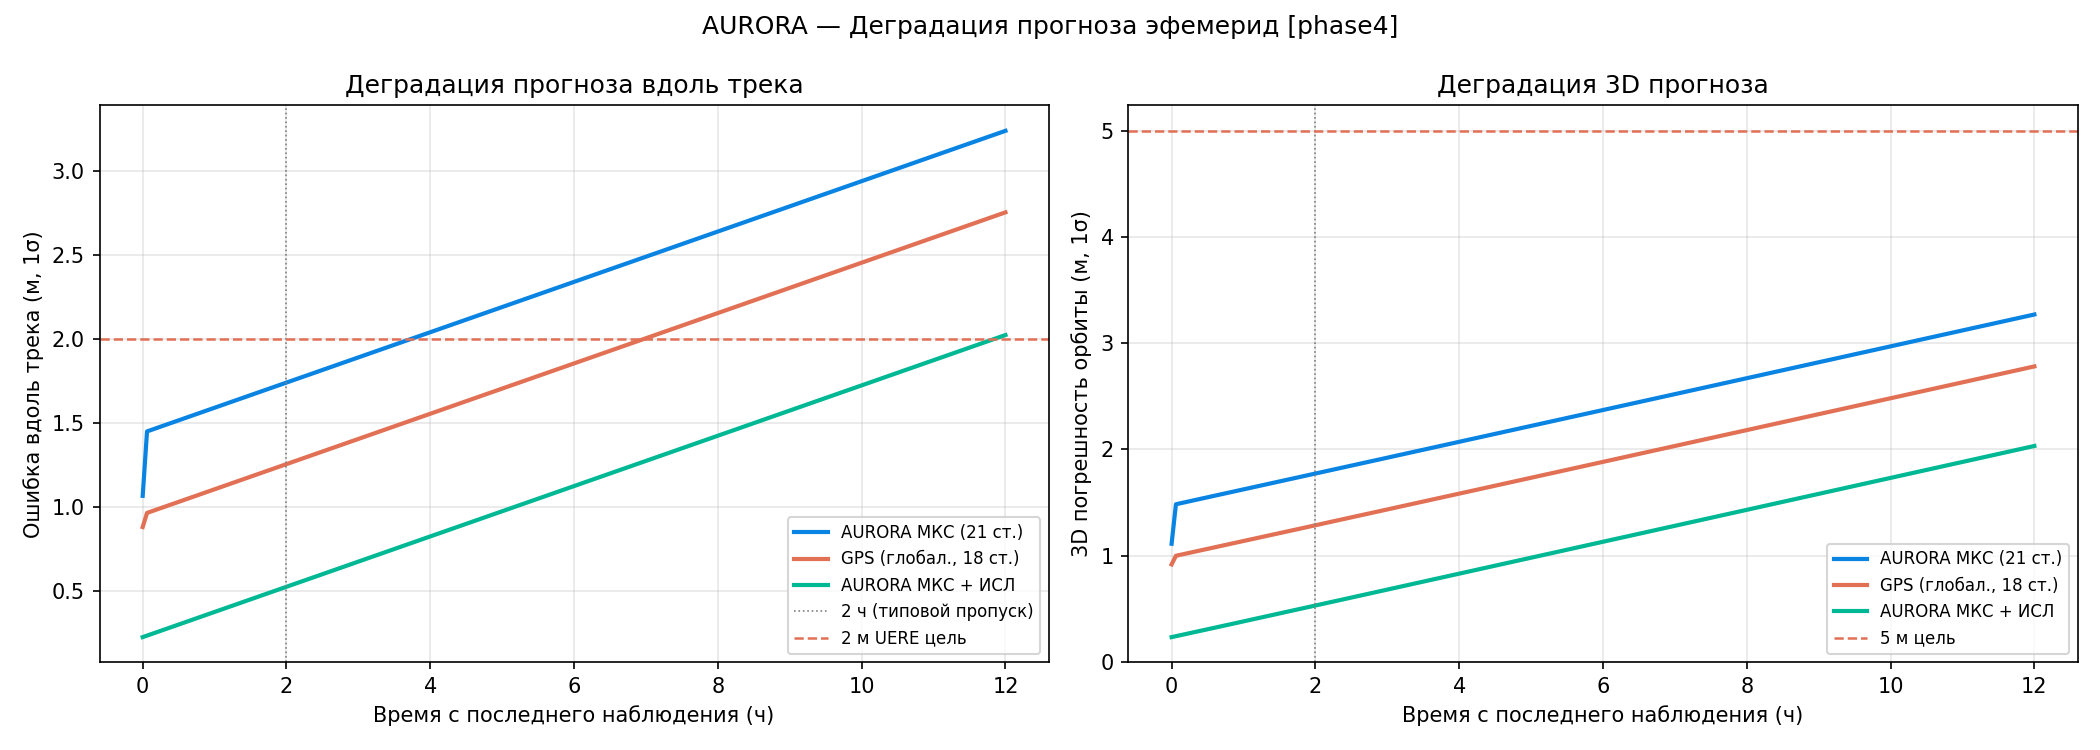 AURORA — Деградация прогноза эфемерид [phase4]
Деградация прогноза вдоль трека
Ошибка вдоль трека (м, 1σ)
3.0
2.5
2.0
1.5
1.0
0.5
0 2 4 6 8 10 12
Время с последнего наблюдения (ч)
AURORA МКС (21 ст.)
GPS (глобал., 18 ст.)
AURORA МКС + ИСЛ
2 ч (типовой пропуск)
2 м UERE цель
Деградация 3D прогноза
3D погрешность орбиты (м, 1σ)
5
4
3
2
1
0
0 2 4 6 8 10 12
Время с последнего наблюдения (ч)
AURORA МКС (21 ст.)
GPS (глобал., 18 ст.)
AURORA МКС + ИСЛ
5 м цель